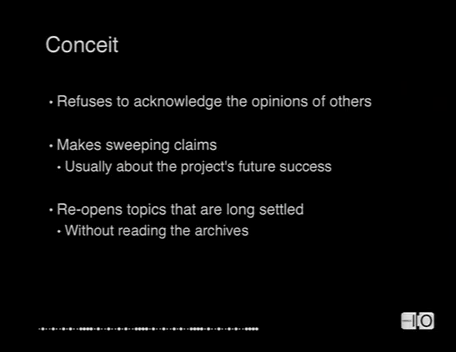 Conceit
• Refuses to acknowledge the opinions of others
• Makes sweeping claims
• Usually about the project's future success
• Re-opens topics that are long settled
• Without reading the archives
IO